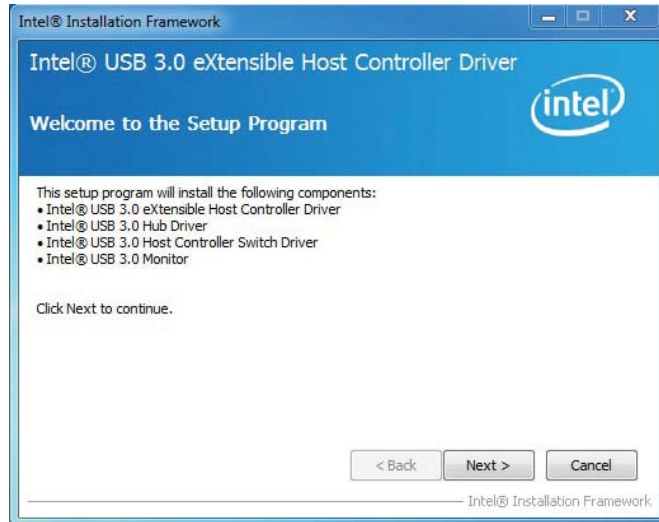 Intel® Installation Framework
Intel® USB 3.0 eXtensible Host Controller Driver
intel
Welcome to the Setup Program
This setup program will install the following components:
• Intel® USB 3.0 eXtensible Host Controller Driver
• Intel® USB 3.0 Hub Driver
• Intel® USB 3.0 Host Controller Switch Driver
• Intel® USB 3.0 Monitor
Click Next to continue.
< Back Next > Cancel
Intel® Installation Framework